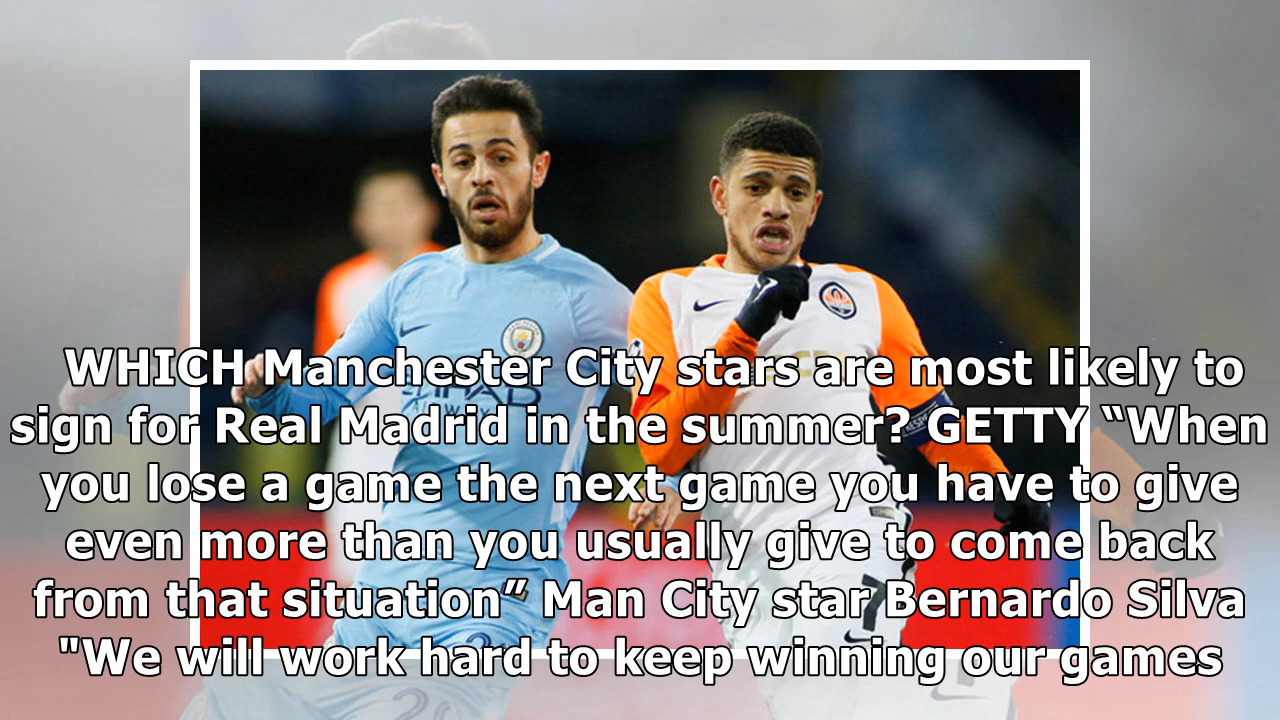 WHICH Manchester City stars are most likely to
sign for Real Madrid in the summer? GETTY “When
you lose a game the next game you have to give
even more than you usually give to come back
from that situation” Man City star Bernardo Silva
"We will work hard to keep winning our games